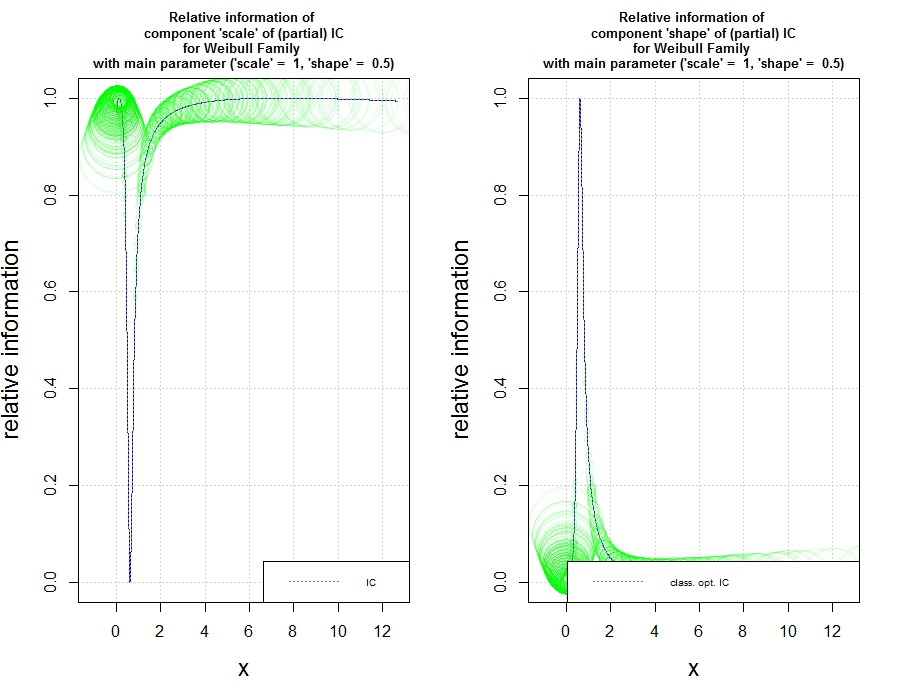 Relative information of
component 'scale' of (partial) IC
for Weibull Family
with main parameter ('scale' =  1, 'shape' =  0.5)
relative information
1.0
0.8
0.6
0.4
0.2
0.0
IC
0 2 4 6 8 10 12
x
Relative information of
component 'shape' of (partial) IC
for Weibull Family
with main parameter ('scale' =  1, 'shape' =  0.5)
relative information
1.0
0.8
0.6
0.4
0.2
0.0
class. opt. IC
0 2 4 6 8 10 12
x